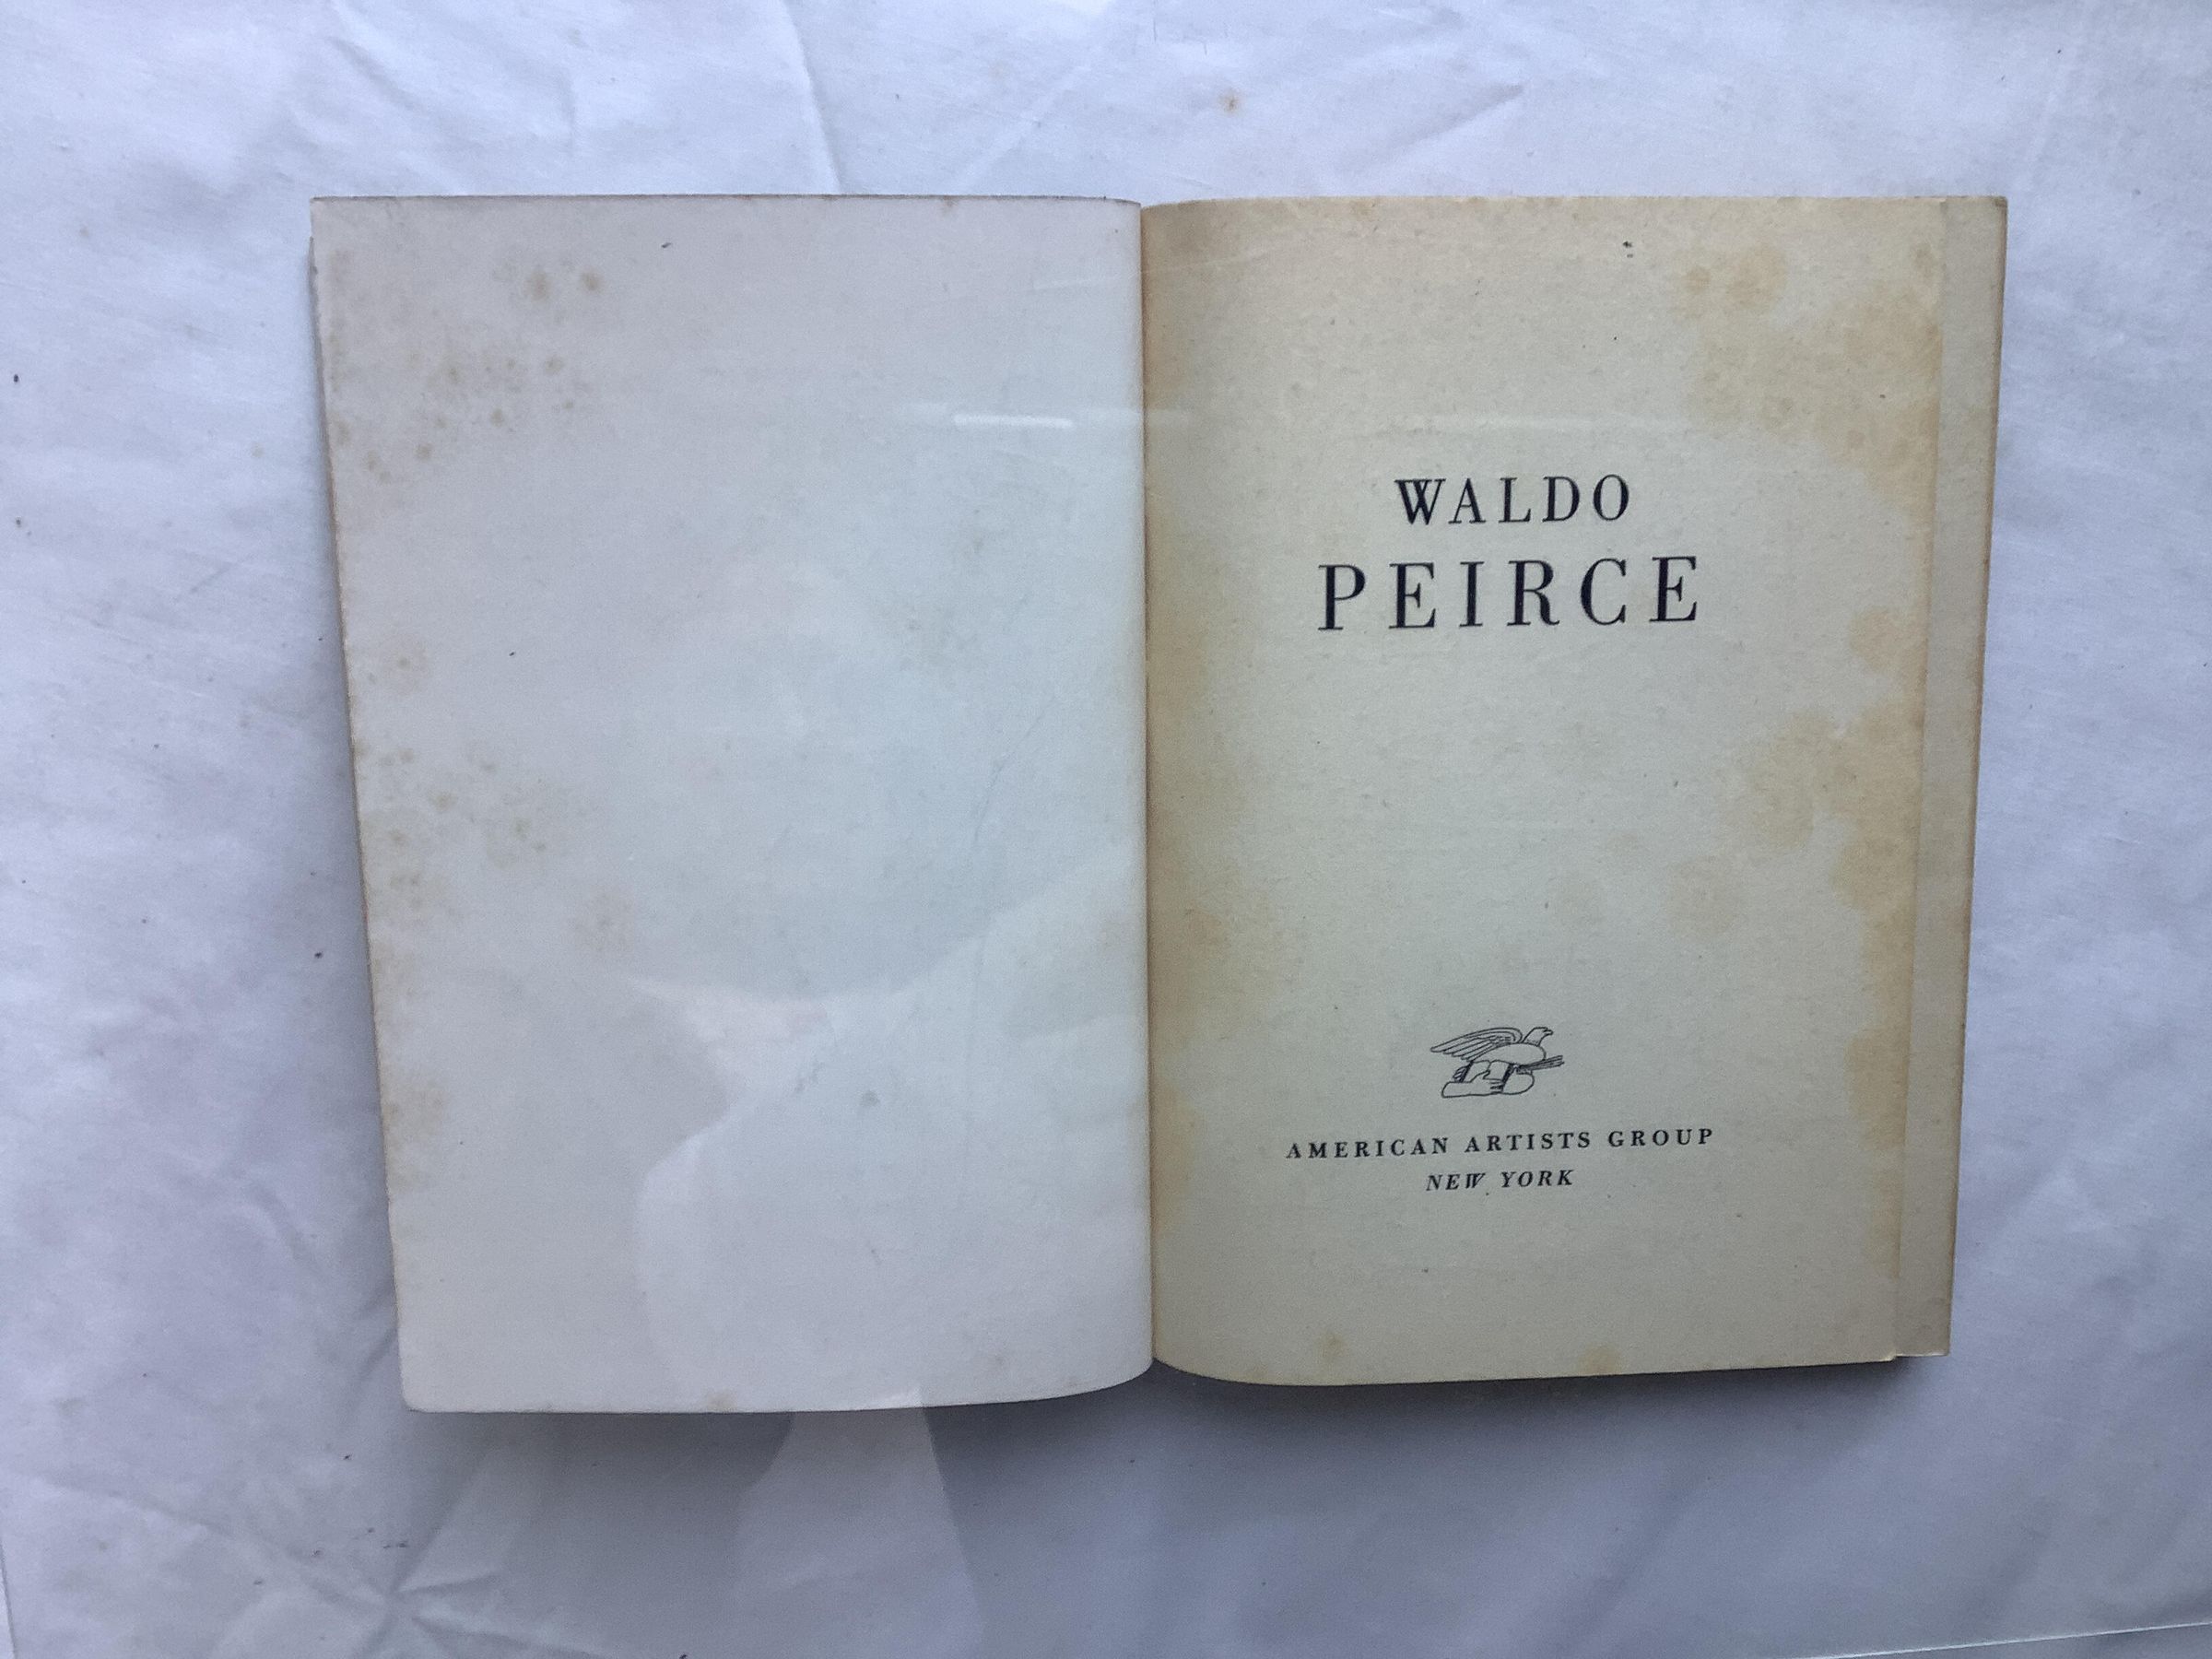 WALDO
PEIRCE
AMERICAN ARTISTS GROUP
NEW YORK